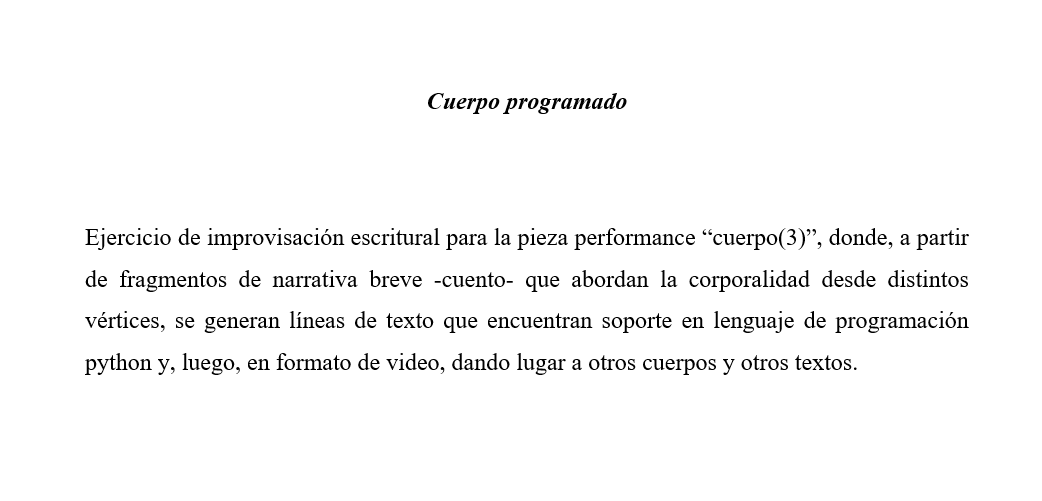 Cuerpo programado
Ejercicio de improvisación escritural para la pieza performance “cuerpo(3)”, donde, a partir
de fragmentos de narrativa breve -cuento- que abordan la corporalidad desde distintos
vértices, se generan líneas de texto que encuentran soporte en lenguaje de programación
python y, luego, en formato de video, dando lugar a otros cuerpos y otros textos.